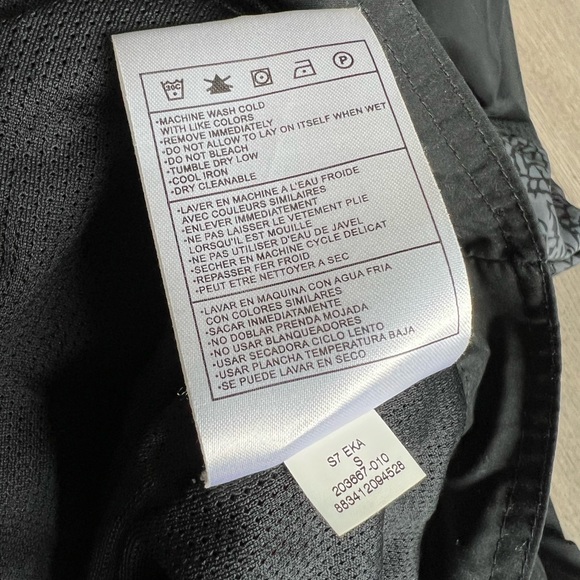 30C P
•MACHINE WASH COLD
WITH LIKE COLORS
•REMOVE IMMEDIATELY
•DO NOT ALLOW TO LAY ON ITSELF WHEN WET
•DO NOT BLEACH
•TUMBLE DRY LOW
•COOL IRON
•DRY CLEANABLE
•LAVER EN MACHINE A L'EAU FROIDE
AVEC COULEURS SIMILAIRES
•ENLEVER IMMEDIATEMENT
•NE PAS LAISSER LE VETEMENT PLIE
LORSQU'IL EST MOUILLE
•NE PAS UTILISER D'EAU DE JAVEL
•SECHER EN MACHINE CYCLE DELICAT
•REPASSER FER FROID
•PEUT ETRE NETTOYER A SEC
•LAVAR EN MAQUINA CON AGUA FRIA
CON COLORES SIMILARES
•SACAR INMEDIATAMENTE
•NO DOBLAR PRENDA MOJADA
•NO USAR BLANQUEADORES
•USAR SECADORA CICLO LENTO
•USAR PLANCHA TEMPERATURA BAJA
•SE PUEDE LAVAR EN SECO
S7 EKA
S
203667-010
883412094528